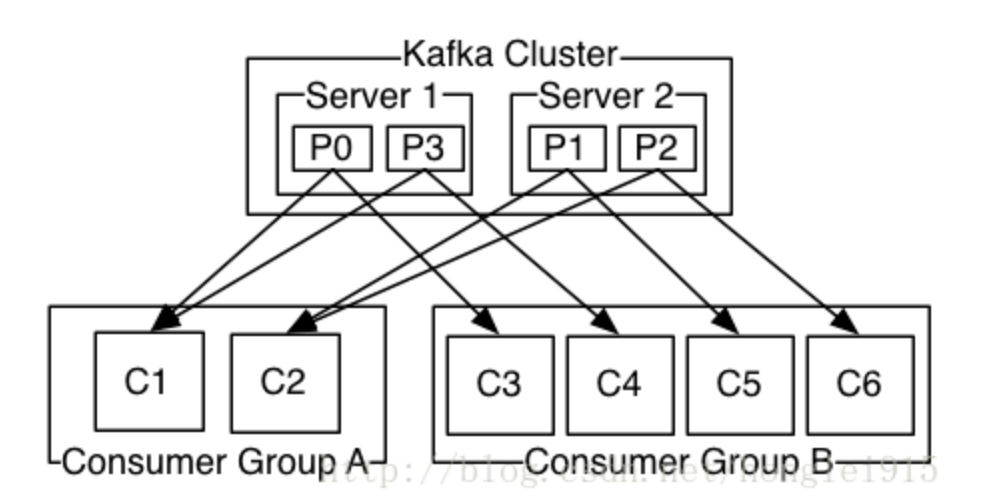 Kafka Cluster
Server 1
Server 2
P0
P3
P1
P2
C1
C2
C3
C4
C5
C6
Consumer Group A
Consumer Group B
http://blog.csdn.net/honglei915